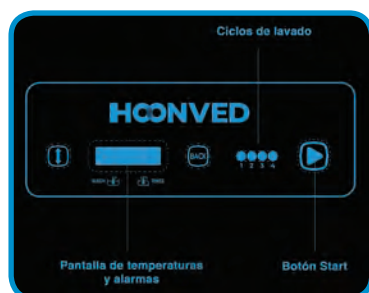 Ciclos de lavado
HOONVED
BACK
1 2 3 4
Pantalla de temperaturas
y alarmas
Botón Start